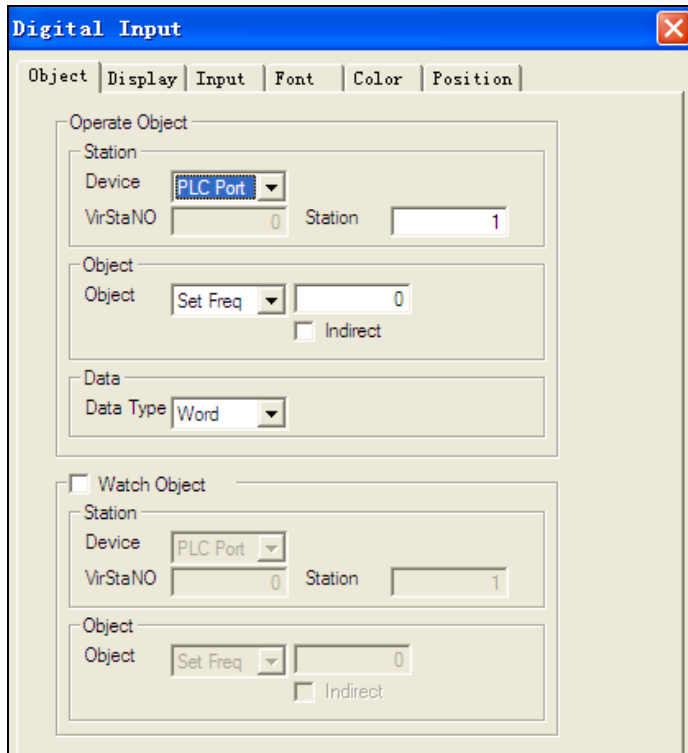 Digital Input
Object Display Input Font Color Position
Operate Object
Station
Device PLC Port
VirStaNO 0 Station 1
Object
Object Set Freq 0
Indirect
Data
Data Type Word
Watch Object
Station
Device PLC Port
VirStaNO 0 Station 1
Object
Object Set Freq 0
Indirect